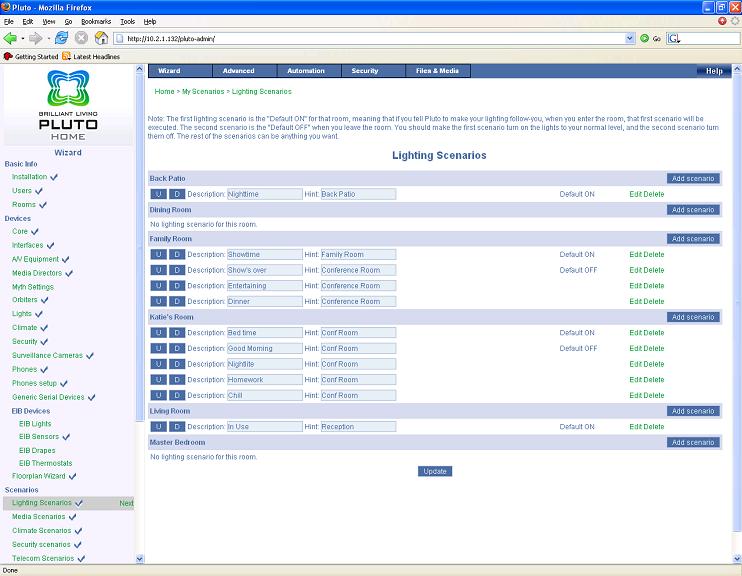 Pluto - Mozilla Firefox
File Edit View Go Bookmarks Tools Help
http://10.2.1.132/pluto-admin/ Go G
Getting Started Latest Headlines
BRILLIANT LIVING
PLUTO
HOME
Wizard
Basic Info
Installation
Users
Rooms
Devices
Core
Interfaces
A/V Equipment
Media Directors
Myth Settings
Orbiters
Lights
Climate
Security
Surveillance Cameras
Phones
Phones setup
Generic Serial Devices
EIB Devices
EIB Lights
EIB Sensors
EIB Drapes
EIB Thermostats
Floorplan Wizard
Scenarios
Lighting Scenarios Next
Media Scenarios
Climate Scenarios
Security scenarios
Telecom Scenarios
Wizard Advanced Automation Security Files & Media Help
Home > My Scenarios > Lighting Scenarios
Note: The first lighting scenario is the "Default ON" for that room, meaning that if you tell Pluto to make your lighting follow-you, when you enter the room, that first scenario will be
executed. The second scenario is the "Default OFF" when you leave the room. You should make the first scenario turn on the lights to your normal level, and the second scenario turn
them off. The rest of the scenarios can be anything you want.
Lighting Scenarios
Back Patio Add scenario
U D Description: Nighttime Hint: Back Patio Default ON Edit Delete
Dining Room Add scenario
No lighting scenario for this room.
Family Room Add scenario
U D Description: Showtime Hint: Family Room Default ON Edit Delete
U D Description: Show's over Hint: Conference Room Default OFF Edit Delete
U D Description: Entertaining Hint: Conference Room Edit Delete
U D Description: Dinner Hint: Conference Room Edit Delete
Katie's Room Add scenario
U D Description: Bed time Hint: Conf Room Default ON Edit Delete
U D Description: Good Morning Hint: Conf Room Default OFF Edit Delete
U D Description: Nightlite Hint: Conf Room Edit Delete
U D Description: Homework Hint: Conf Room Edit Delete
U D Description: Chill Hint: Conf Room Edit Delete
Living Room Add scenario
U D Description: In Use Hint: Reception Default ON Edit Delete
Master Bedroom Add scenario
No lighting scenario for this room.
Update
Done